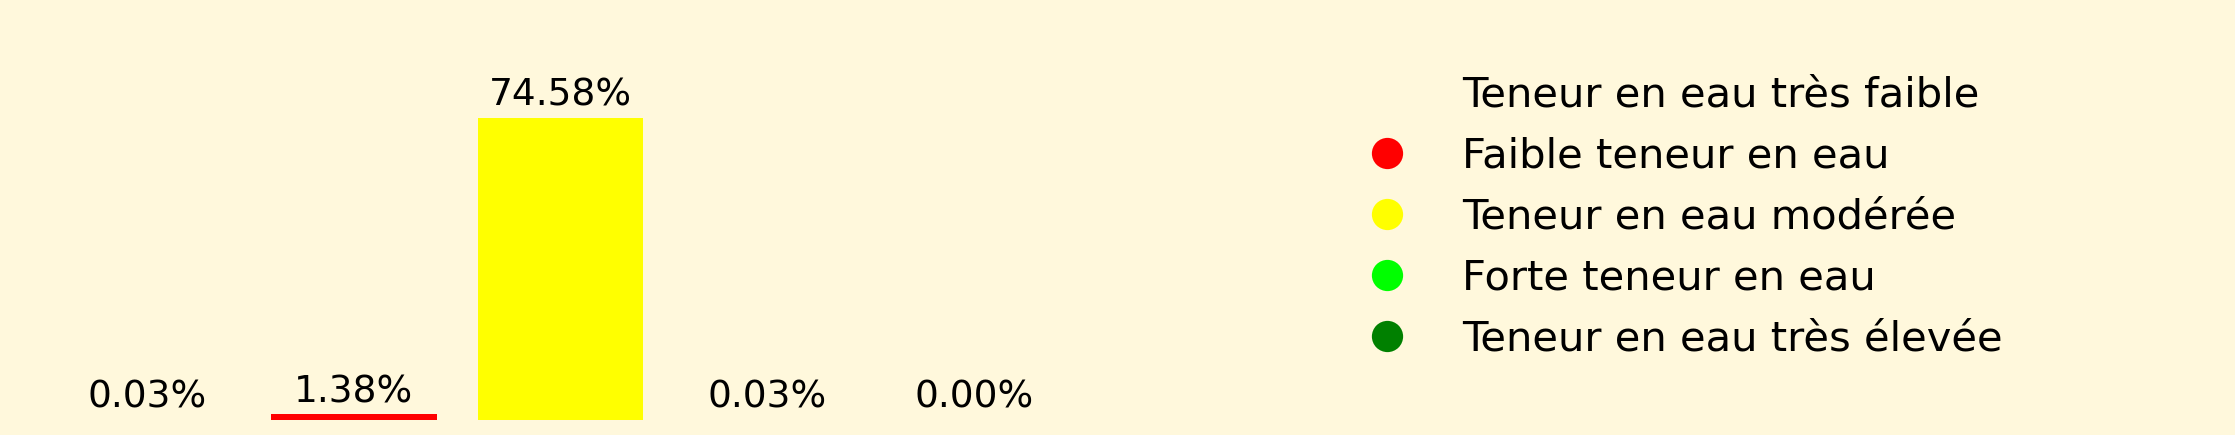 74.58%
1.38%
0.03%
0.03%
0.00%
Teneur en eau très faible
Faible teneur en eau
Teneur en eau modérée
Forte teneur en eau
Teneur en eau très élevée